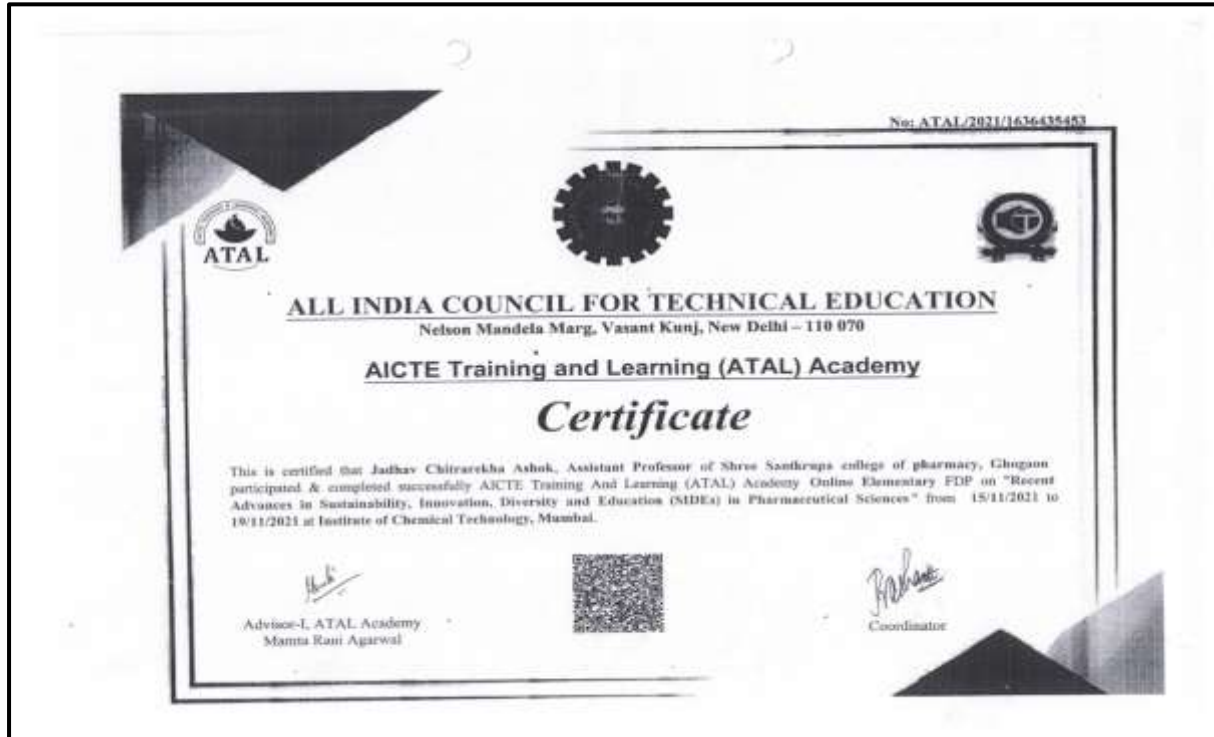 No: ATAL/2021/1636435453
ATAL
ALL INDIA COUNCIL FOR TECHNICAL EDUCATION
Nelson Mandela Marg, Vasant Kunj, New Delhi – 110 070
AICTE Training and Learning (ATAL) Academy
Certificate
This is certified that Jadhav Chitrarekha Ashok, Assistant Professor of Shree Santkrupa college of pharmacy, Ghogaon
participated & completed successfully AICTE Training And Learning (ATAL) Academy Online Elementary FDP on "Recent
Advances in Sustainability, Innovation, Diversity and Education (SIDEs) in Pharmaceutical Sciences" from 15/11/2021 to
19/11/2021 at Institute of Chemical Technology, Mumbai.
Advisor-I, ATAL Academy
Mamta Rani Agarwal
Coordinator